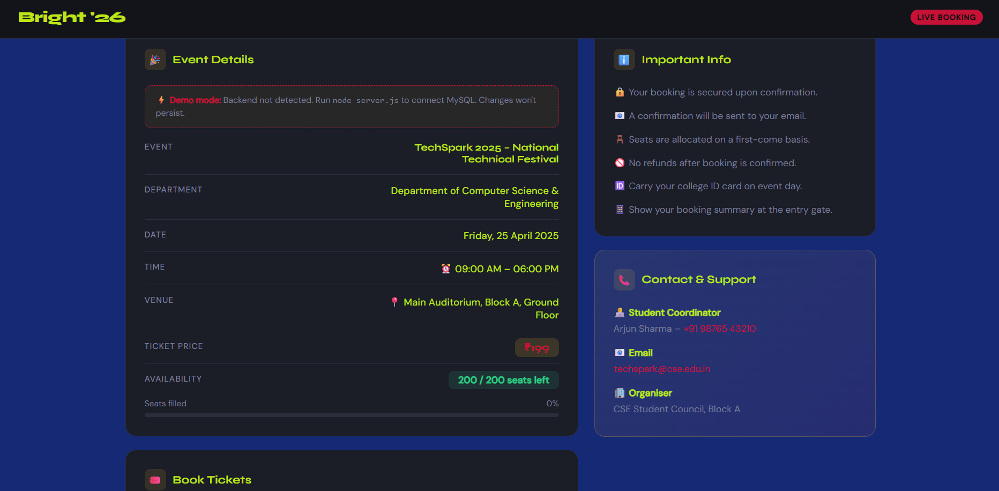 Bright '26
LIVE BOOKING
Event Details
Demo mode: Backend not detected. Run node server.js to connect MySQL. Changes won't
persist.
EVENT
TechSpark 2025 – National
Technical Festival
DEPARTMENT
Department of Computer Science &
Engineering
DATE
Friday, 25 April 2025
TIME
09:00 AM – 06:00 PM
VENUE
Main Auditorium, Block A, Ground
Floor
TICKET PRICE
₹199
AVAILABILITY
200 / 200 seats left
Seats filled
0%
Book Tickets
Important Info
Your booking is secured upon confirmation.
A confirmation will be sent to your email.
Seats are allocated on a first-come basis.
No refunds after booking is confirmed.
Carry your college ID card on event day.
Show your booking summary at the entry gate.
Contact & Support
Student Coordinator
Arjun Sharma – +91 98765 43210
Email
techspark@cse.edu.in
Organiser
CSE Student Council, Block A